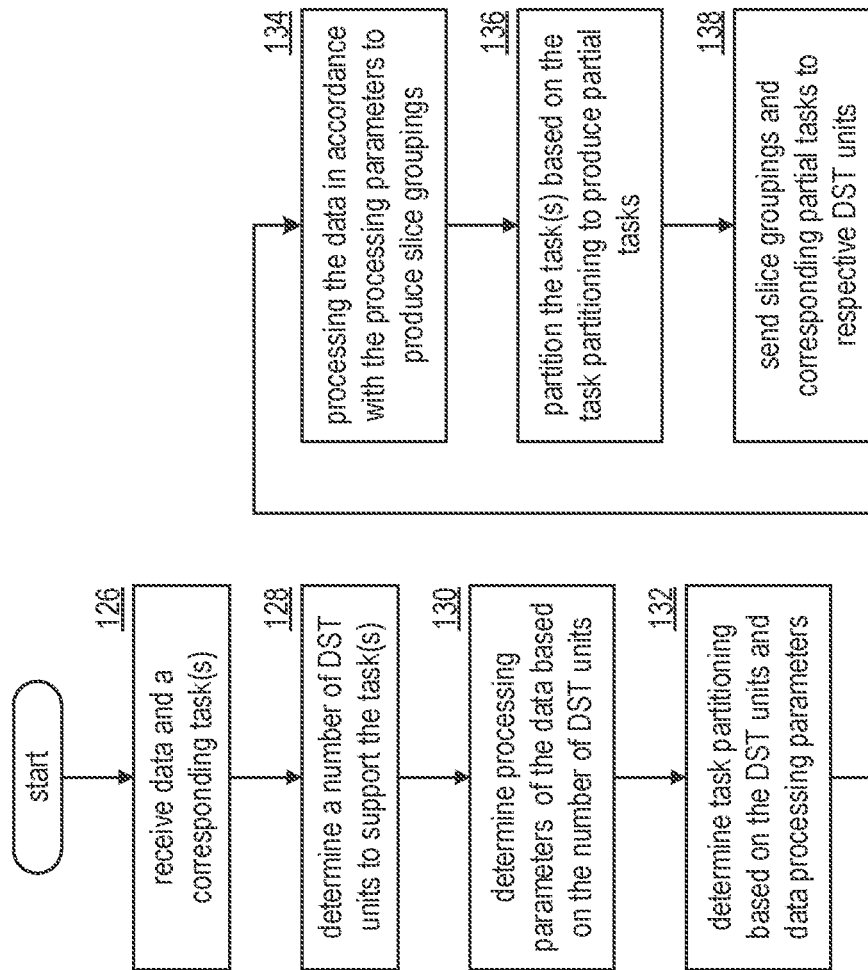 start
126
receive data and a
corresponding task(s)
128
determine a number of DST
units to support the task(s)
130
determine processing
parameters of the data based
on the number of DST units
132
determine task partitioning
based on the DST units and
data processing parameters
134
processing the data in accordance
with the processing parameters to
produce slice groupings
136
partition the task(s) based on the
task partitioning to produce partial
tasks
138
send slice groupings and
corresponding partial tasks to
respective DST units